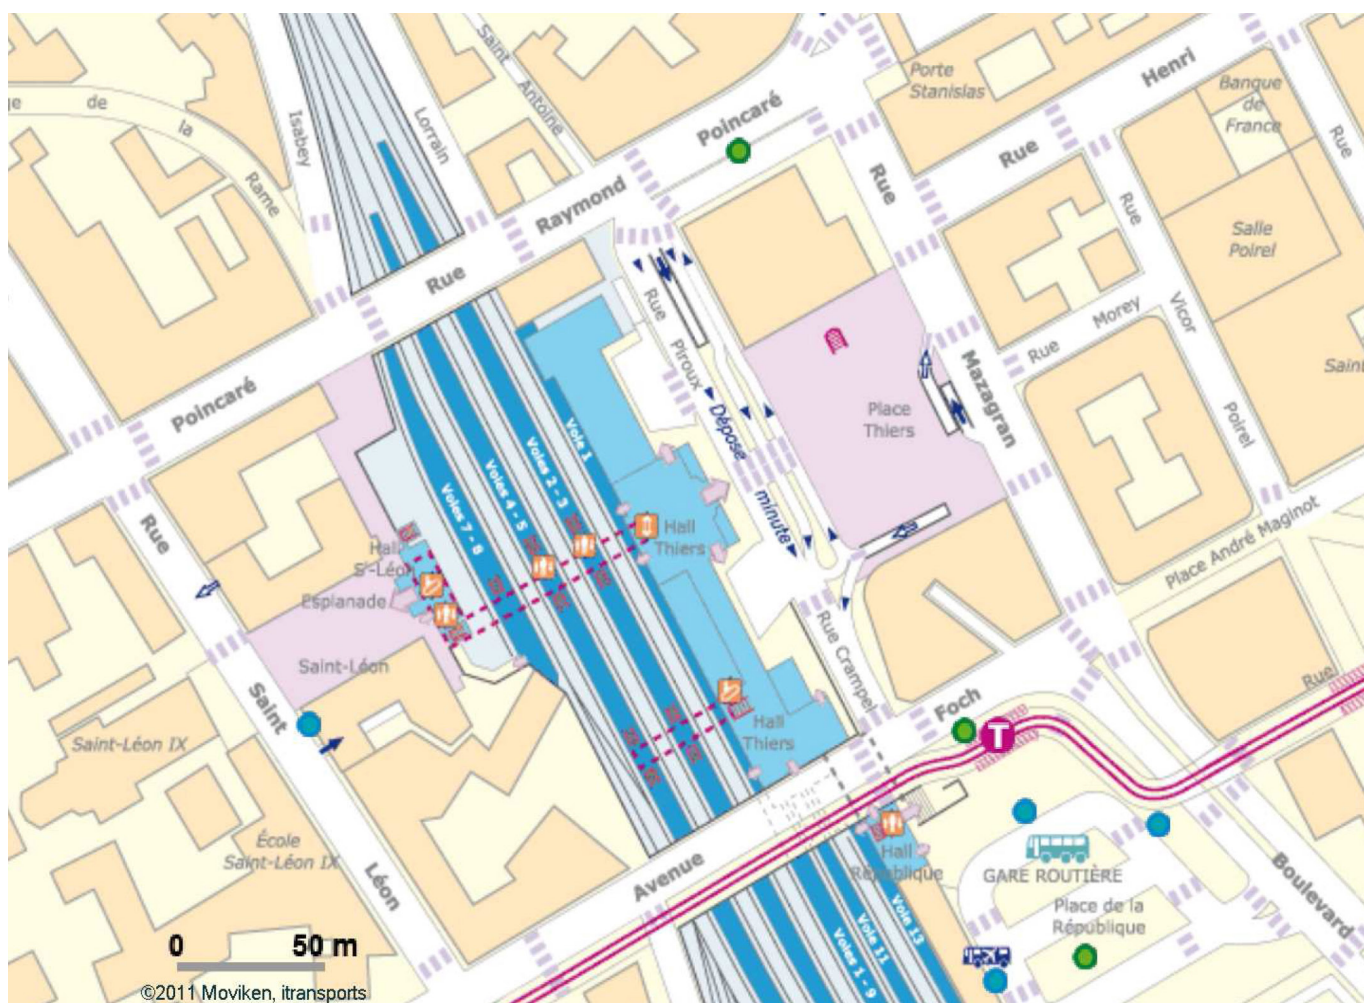 Saint
Antoine
Lorrain
Isabey
de
la
Rame
Porte
Stanislas
Henri
Banque
de
France
Rue
Poincaré
Rue
Rue
Raymond
Rue
Salle
Poirel
Rue
Rue
Piroux
Vicor
Morey
Rue
Poirel
Mazagran
Place
Thiers
Dépose
minute
Poincaré
Voie 1
Voies 2 - 3
Voies 4 - 5
Voies 7 - 8
Hall
Thiers
Hall
St-Léon
Esplanade
Saint-Léon
Place André Maginot
Rue
Rue Crampel
Rue
Saint
Foch
T
Hall
Thiers
Saint-Léon IX
École
Saint-Léon IX
Léon
Avenue
Hall
République
GARE ROUTIÈRE
Place de la
République
Boulevard
Voie 13
Voie 11
Voies 1 - 9
0 50 m
©2011 Moviken, itransports